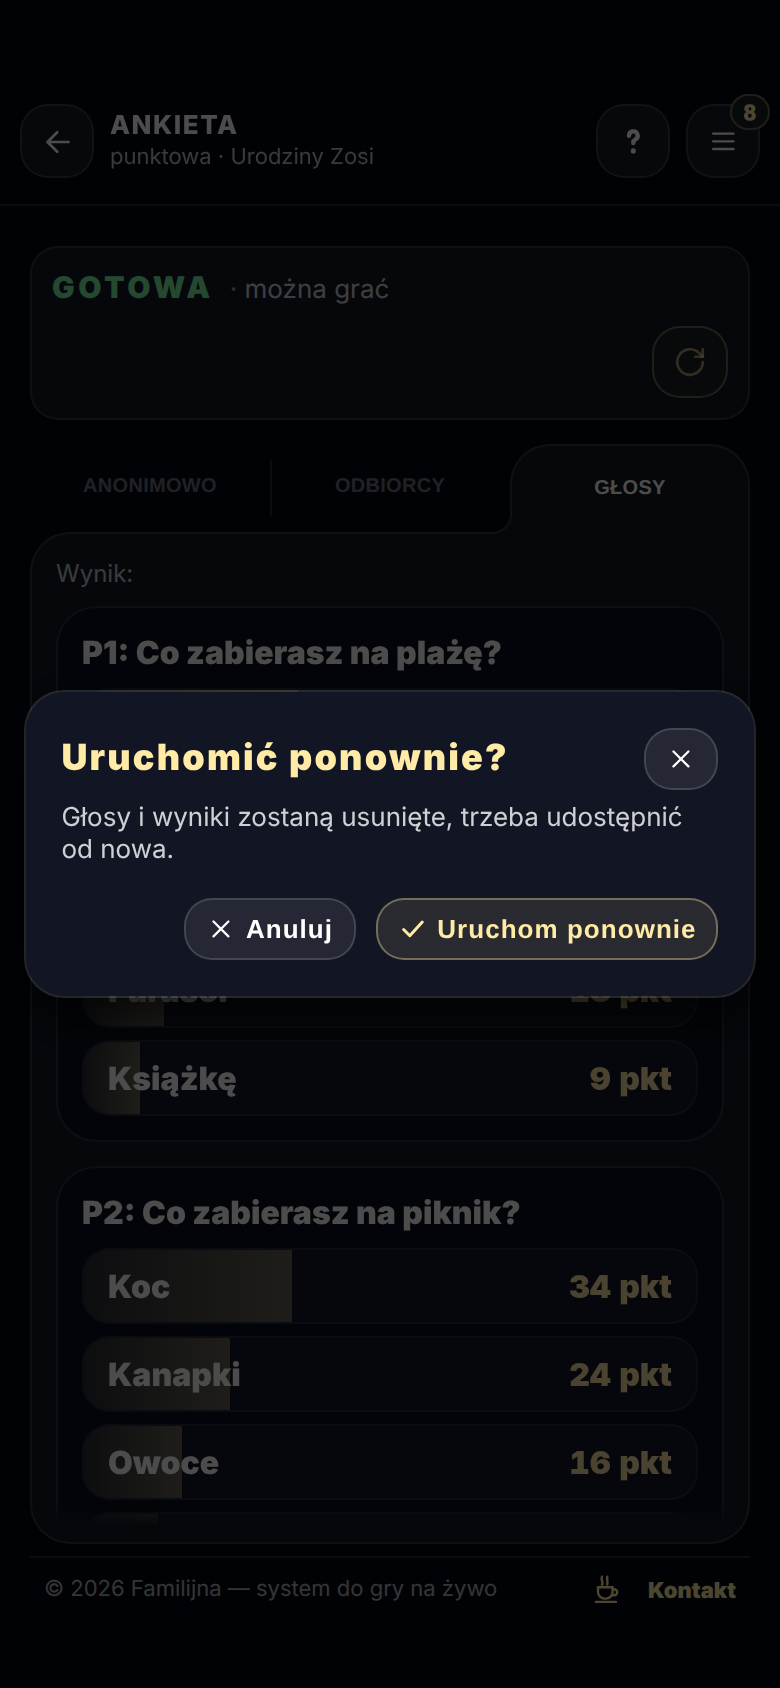 8
ANKIETA
punktowa · Urodziny Zosi
?
GOTOWA · można grać
ANONIMOWO ODBIORCY GŁOSY
Wynik:
P1: Co zabierasz na plażę?
Uruchomić ponownie?
Głosy i wyniki zostaną usunięte, trzeba udostępnić
od nowa.
Anuluj Uruchom ponownie
Książkę 9 pkt
P2: Co zabierasz na piknik?
Koc 34 pkt
Kanapki 24 pkt
Owoce 16 pkt
© 2026 Familijna — system do gry na żywo Kontakt